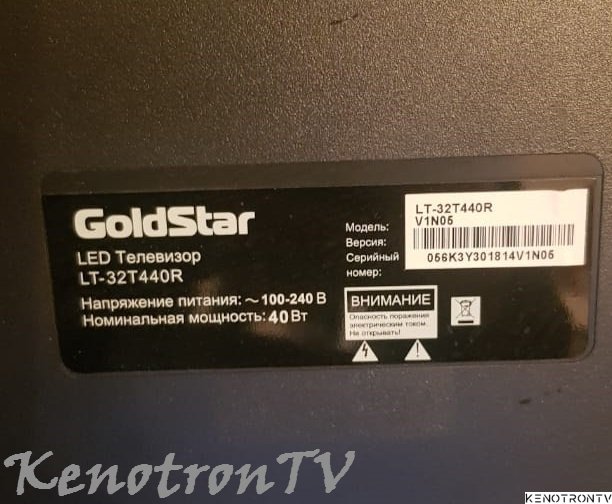 GoldStar
LED Телевизор
LT-32T440R
Напряжение питания: ~ 100-240 В
Номинальная мощность: 40 Вт
Модель:
Версия:
Серийный
номер:
LT-32T440R
V1N05
056K3Y301814V1N05
ВНИМАНИЕ
Опасность поражения
электрическим током.
Не открывать!
KenotronTV
KENOTRONTV